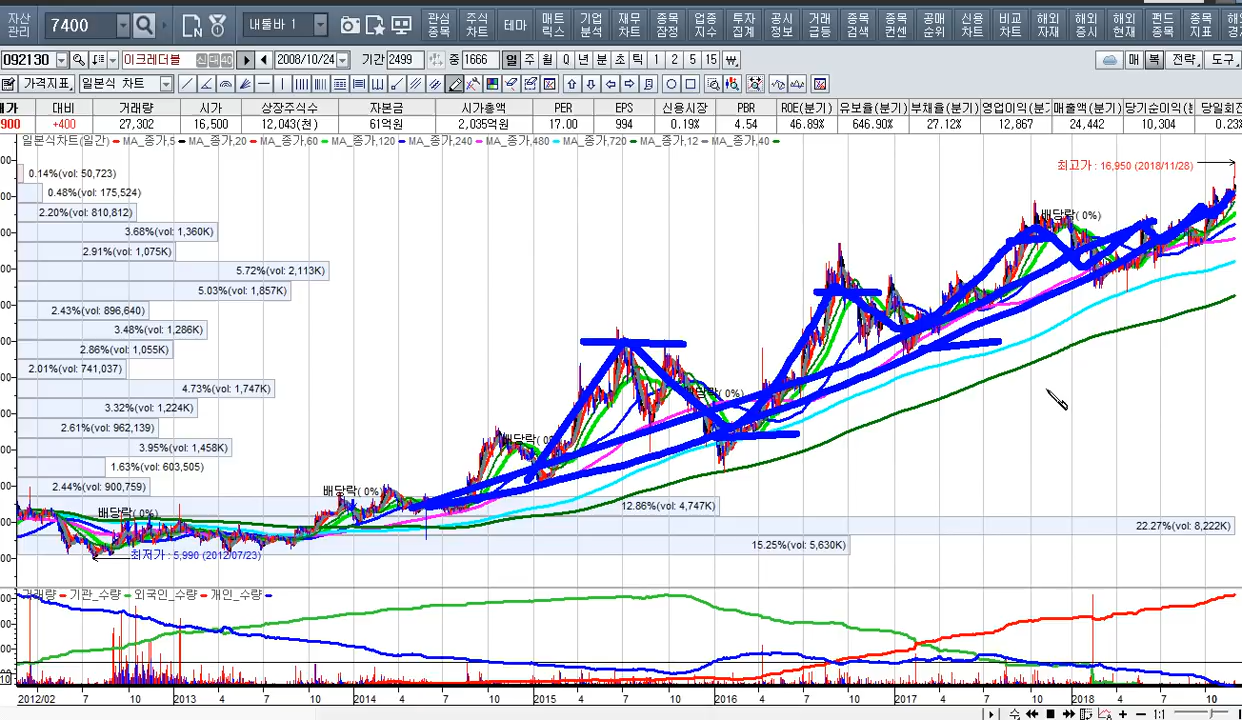 자산 관리 7400 내툴바 1 관심 종목 주식 차트 테마 매트 릭스 기업 분석 재무 차트 종목 잠정 업종 지수 투자 집계 공시 정보 거래 급등 종목 검색 종목 컨센 공매 순위 신용 차트 비교 차트 해외 자재 해외 증시 해외 현재 펀드 종목 종목 지표
092130 이크레더블 2008/10/24 기간 2499 중 1666 일 주 월 Q 년 분 초 틱 1 2 5 15 매 복 전략, 도구,
가격지표 일본식 차트
가 대비 거래량 시가 상장주식수 자본금 시가총액 PER EPS 신용시장 PBR ROE(분기) 유보율(분기) 부채율(분기) 영업이익(분기 매출액(분기) 당기순이익( 당일회전
900 +400 27,302 16,500 12,043(천) 61억원 2,035억원 17.00 994 0.19% 4.54 46.89% 646.90% 27.12% 12,867 24,442 10,304 0.23%
일본식차트(일간) MA_종가,5 MA_종가,20 MA_종가,60 MA_종가,120 MA_종가,240 MA_종가,480 MA_종가,720 MA_종가,12 MA_종가,40
최고가 : 16,950 (2018/11/28)
0.14%(vol: 50,723)
0.48%(vol: 175,524)
2.20%(vol: 810,812)
배당락( 0%)
3.68%(vol: 1,360K)
2.91%(vol: 1,075K)
5.72%(vol: 2,113K)
5.03%(vol: 1,857K)
2.43%(vol: 896,640)
3.48%(vol: 1,286K)
2.86%(vol: 1,055K)
2.01%(vol: 741,037)
4.73%(vol: 1,747K)
배당락( 0%)
3.32%(vol: 1,224K)
2.61%(vol: 962,139)
배당락( 0%
3.95%(vol: 1,458K)
1.63%(vol: 603,505)
2.44%(vol: 900,759)
배당락( 0%)
12.86%(vol: 4,747K)
배당락( 0%)
22.27%(vol: 8,222K)
15.25%(vol: 5,630K)
최저가 : 5,990 (2012/07/23)
거래량 기관_수량 외국인_수량 개인_수량
2012/02 7 10 2013 4 7 10 2014 4 7 10 2015 4 7 10 2016 4 7 10 2017 4 7 10 2018 4 7 10
수 1:1